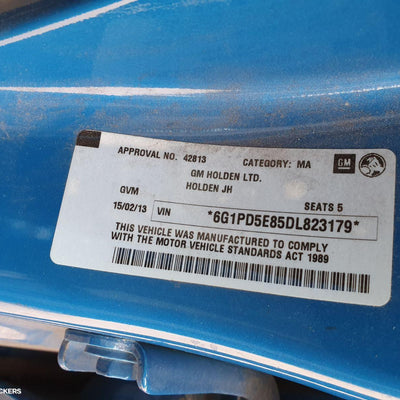 APPROVAL NO. 42813 CATEGORY: MA GM
GM HOLDEN LTD.
HOLDEN JH
GVM SEATS 5
15/02/13 VIN *6G1PD5E85DL823179*
THIS VEHICLE WAS MANUFACTURED TO COMPLY
WITH THE MOTOR VEHICLE STANDARDS ACT 1989
CKERS